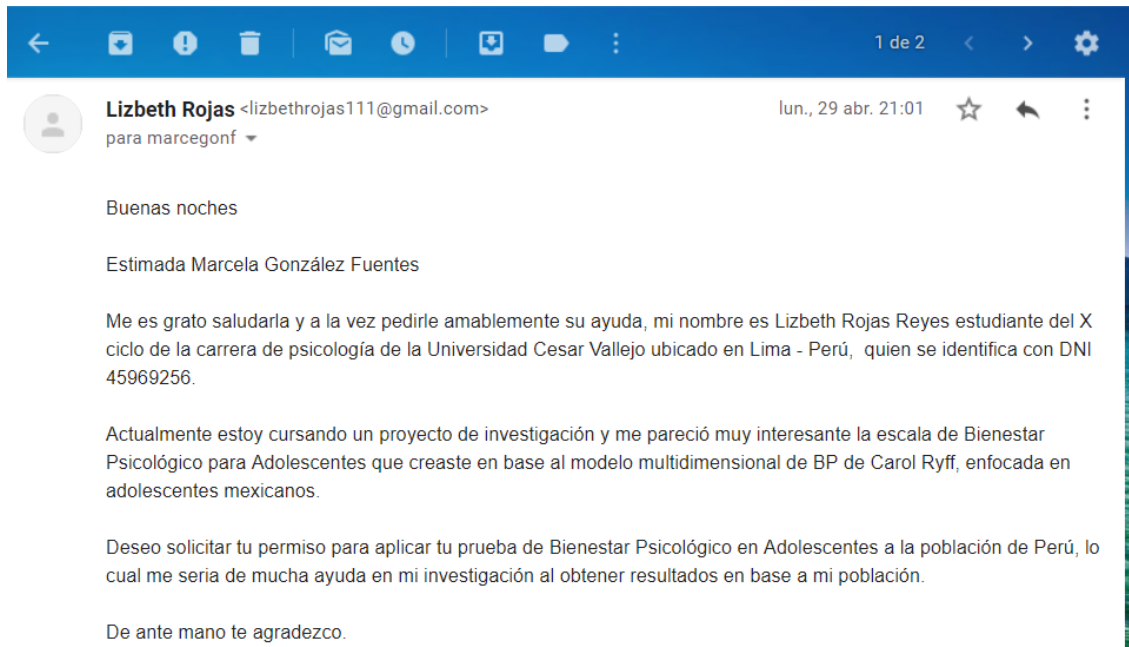 1 de 2
Lizbeth Rojas <lizbethrojas111@gmail.com>
lun., 29 abr. 21:01
para marcegonf
Buenas noches
Estimada Marcela González Fuentes
Me es grato saludarla y a la vez pedirle amablemente su ayuda, mi nombre es Lizbeth Rojas Reyes estudiante del X
ciclo de la carrera de psicología de la Universidad Cesar Vallejo ubicado en Lima - Perú,  quien se identifica con DNI
45969256.
Actualmente estoy cursando un proyecto de investigación y me pareció muy interesante la escala de Bienestar
Psicológico para Adolescentes que creaste en base al modelo multidimensional de BP de Carol Ryff, enfocada en
adolescentes mexicanos.
Deseo solicitar tu permiso para aplicar tu prueba de Bienestar Psicológico en Adolescentes a la población de Perú, lo
cual me seria de mucha ayuda en mi investigación al obtener resultados en base a mi población.
De ante mano te agradezco.